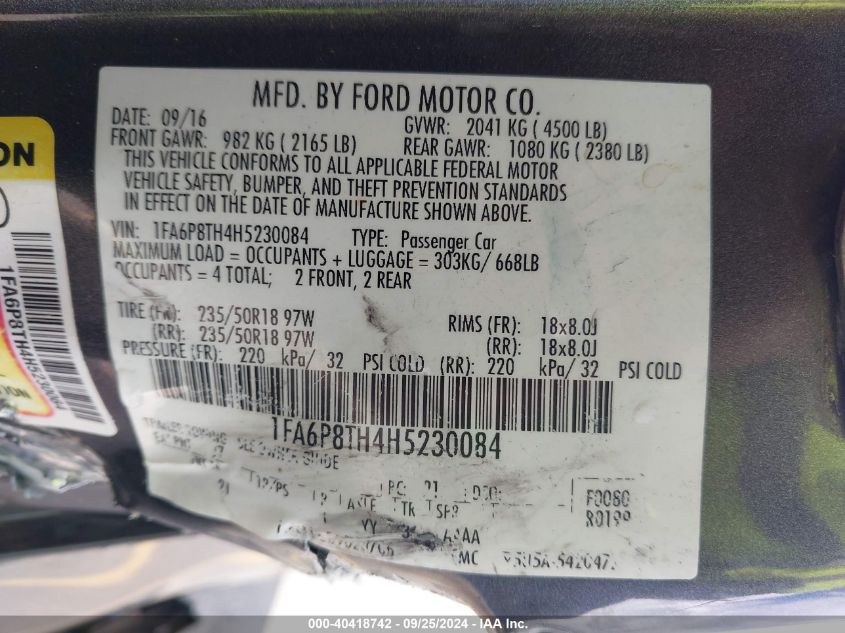 MFD. BY FORD MOTOR CO.
DATE: 09/16
GVWR: 2041 KG ( 4500 LB)
FRONT GAWR: 982 KG ( 2165 LB)
REAR GAWR: 1080 KG ( 2380 LB)
THIS VEHICLE CONFORMS TO ALL APPLICABLE FEDERAL MOTOR
VEHICLE SAFETY, BUMPER, AND THEFT PREVENTION STANDARDS
IN EFFECT ON THE DATE OF MANUFACTURE SHOWN ABOVE.
VIN: 1FA6P8TH4H5230084 TYPE: Passenger Car
MAXIMUM LOAD = OCCUPANTS + LUGGAGE = 303KG/ 668LB
OCCUPANTS = 4 TOTAL; 2 FRONT, 2 REAR
TIRE (FR): 235/50R18 97W RIMS (FR): 18x8.0J
(RR): 235/50R18 97W (RR): 18x8.0J
PRESSURE (FR): 220 kPa/ 32 PSI COLD (RR): 220 kPa/ 32 PSI COLD
1FA6P8TH4H5230084
F0080
R0199
ON
1FA6P8TH4H5230084
000-40418742 - 09/25/2024 - IAA Inc.